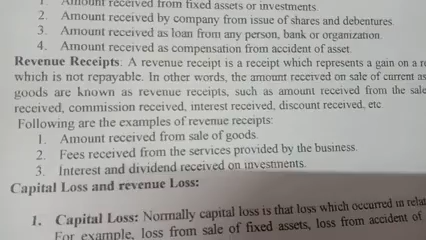 1. Amount received from fixed assets or investments.
2. Amount received by company from issue of shares and debentures.
3. Amount received as loan from any person, bank or organization.
4. Amount received as compensation from accident of asset.
Revenue Receipts: A revenue receipt is a receipt which represents a gain on a
which is not repayable. In other words, the amount received on sale of current
goods are known as revenue receipts, such as amount received from the sale
received, commission received, interest received, discount received, etc
Following are the examples of revenue receipts:
1. Amount received from sale of goods.
2. Fees received from the services provided by the business.
3. Interest and dividend received on investments.
Capital Loss and revenue Loss:
1. Capital Loss: Normally capital loss is that loss which occurred in
For example, loss from sale of fixed assets, loss from accident of